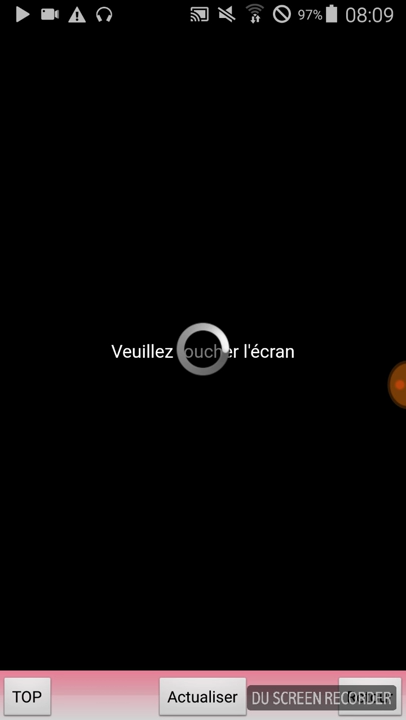 97% 08:09
Veuillez toucher l'écran
TOP Actualiser DU SCREEN RECORDER